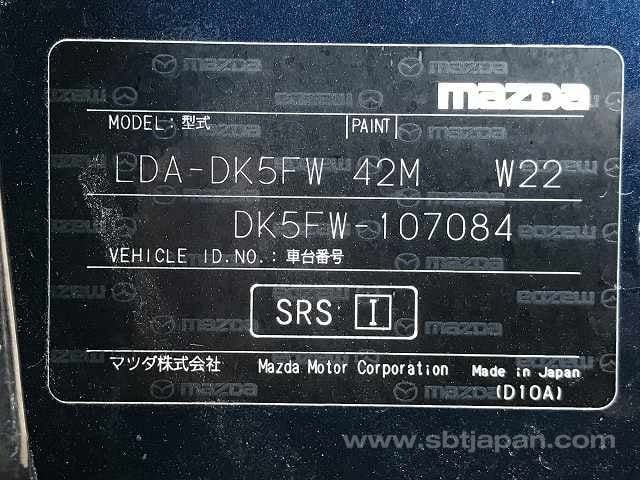 mazda
MODEL:型式 PAINT
LDA-DK5FW 42M W22
DK5FW-107084
VEHICLE ID.NO.:車台番号
SRS I
マツダ株式会社 Mazda Motor Corporation Made in Japan
(D10A)
www.sbtjapan.com